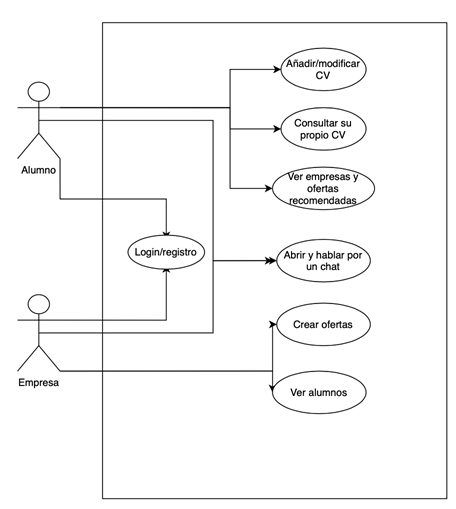 Añadir/modificar
CV
Consultar su
propio CV
Alumno
Ver empresas y
ofertas
recomendadas
Login/registro
Abrir y hablar por
un chat
Crear ofertas
Empresa
Ver alumnos